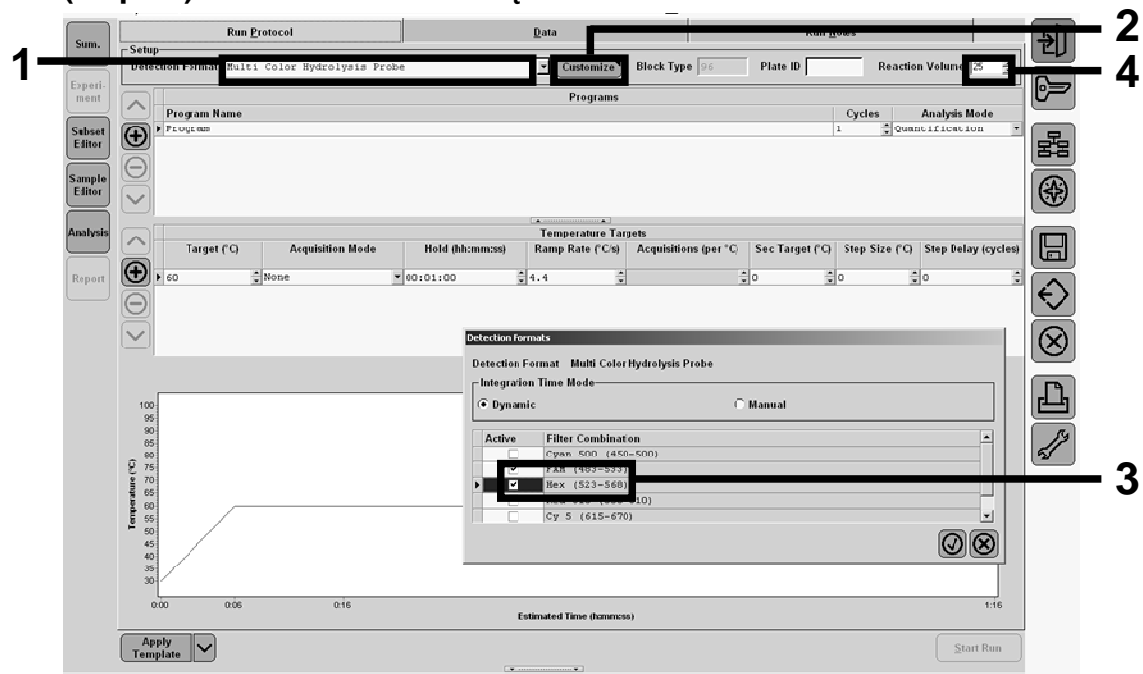 Sum.
Experi-
ment
Subset
Editor
Sample
Editor
Analysis
Report
Run Protocol
Data
Run Notes
Setup
Detection Format Multi Color Hydrolysis Probe Customize Block Type 96 Plate ID Reaction Volume 25
Programs
Program Name Cycles Analysis Mode
Program 1 Quantification
Temperature Targets
Target (°C) Acquisition Mode Hold (hh:mm:ss) Ramp Rate (°C/s) Acquisitions (per °C) Sec Target (°C) Step Size (°C) Step Delay (cycles)
60 None 00:01:00 4.4 0 0 0
Detection Formats
Detection Format Multi Color Hydrolysis Probe
Integration Time Mode
Dynamic Manual
Active Filter Combination
Cyan 500 (450-500)
FAM (483-533)
Hex (523-568)
Cy 5 (615-670)
100
95
90
85
80
75
70
65
60
55
50
45
40
35
30
Temperature (°C)
0:00 0:06 0:16 1:16
Estimated Time (h:mm:ss)
Apply
Template
Start Run
1
2
4
3